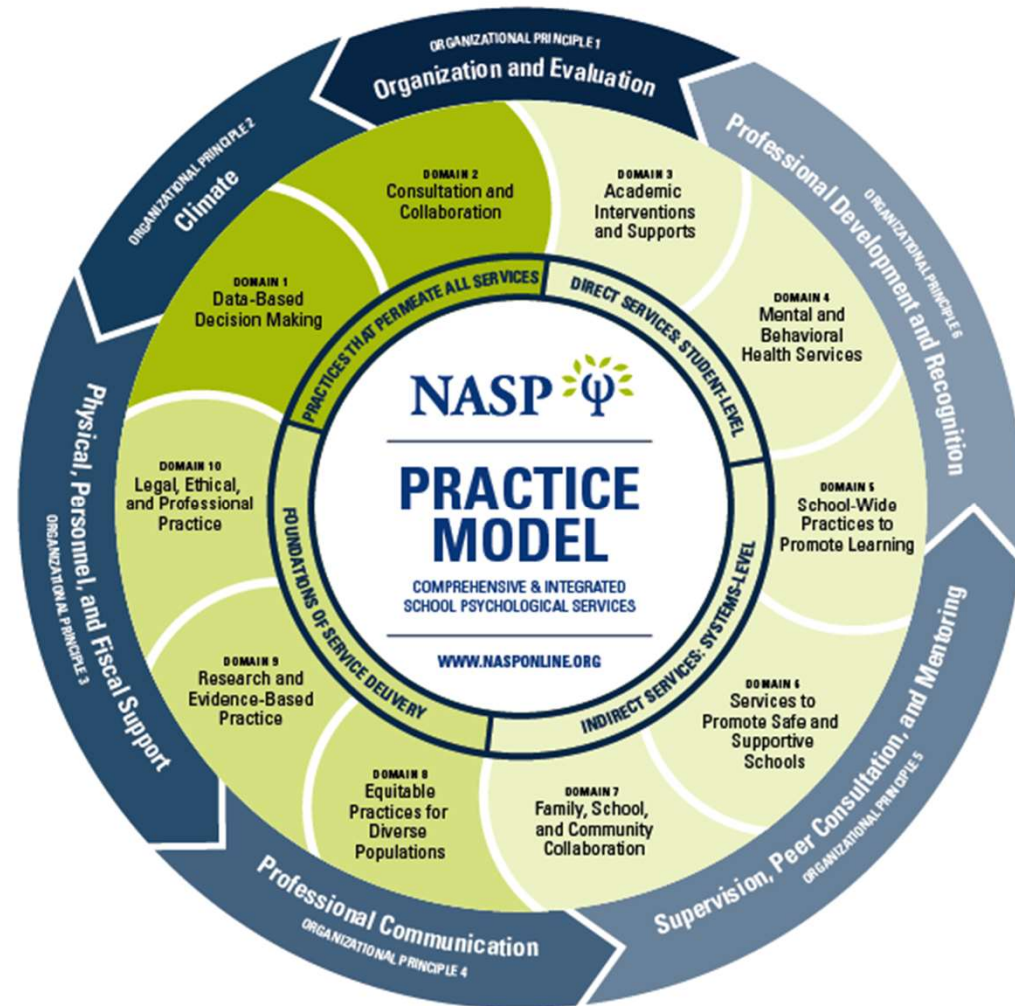 ORGANIZATIONAL PRINCIPLE 1
Organization and Evaluation
ORGANIZATIONAL PRINCIPLE 2
Climate
Physical, Personnel, and Fiscal Support
ORGANIZATIONAL PRINCIPLE 3
Professional Communication
ORGANIZATIONAL PRINCIPLE 4
Supervision, Peer Consultation, and Mentoring
ORGANIZATIONAL PRINCIPLE 5
Professional Development and Recognition
ORGANIZATIONAL PRINCIPLE 6
DOMAIN 1
Data-Based
Decision Making
DOMAIN 2
Consultation and
Collaboration
DOMAIN 3
Academic
Interventions
and Supports
DOMAIN 4
Mental and
Behavioral
Health Services
DOMAIN 5
School-Wide
Practices to
Promote Learning
DOMAIN 6
Services to
Promote Safe and
Supportive
Schools
DOMAIN 7
Family, School,
and Community
Collaboration
DOMAIN 8
Equitable
Practices for
Diverse
Populations
DOMAIN 9
Research and
Evidence-Based
Practice
DOMAIN 10
Legal, Ethical,
and Professional
Practice
PRACTICES THAT PERMEATE ALL SERVICES
DIRECT SERVICES: STUDENT-LEVEL
INDIRECT SERVICES: SYSTEMS-LEVEL
FOUNDATIONS OF SERVICE DELIVERY
NASP ψ
PRACTICE
MODEL
COMPREHENSIVE & INTEGRATED
SCHOOL PSYCHOLOGICAL SERVICES
WWW.NASPONLINE.ORG